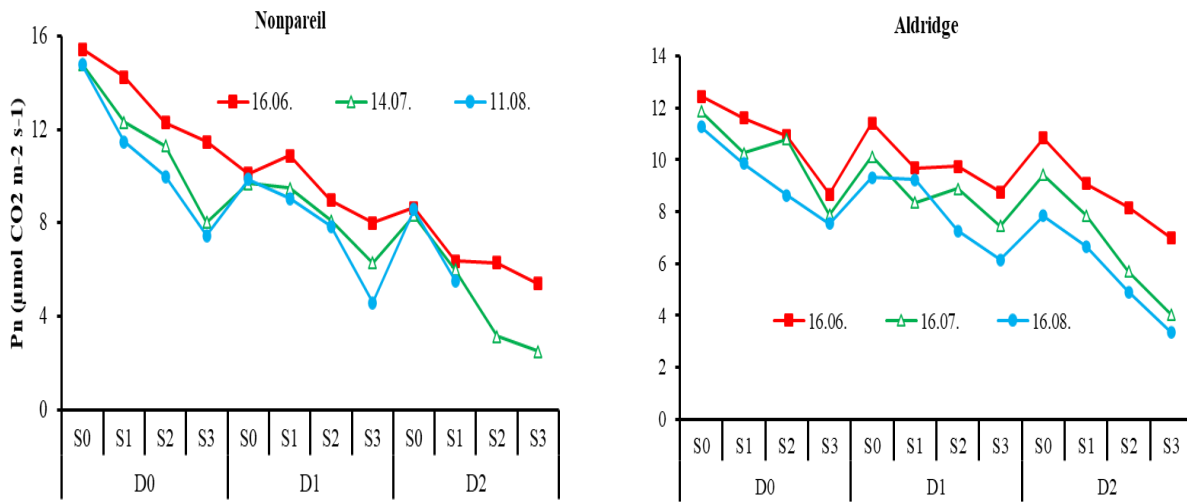 Nonpareil
16
12
8
4
0
Pn (µmol CO2 m-2 s-1)
16.06. 14.07. 11.08.
S0 S1 S2 S3 S0 S1 S2 S3 S0 S1 S2 S3
D0 D1 D2
Aldridge
14
12
10
8
6
4
2
0
16.06. 16.07. 16.08.
S0 S1 S2 S3 S0 S1 S2 S3 S0 S1 S2 S3
D0 D1 D2